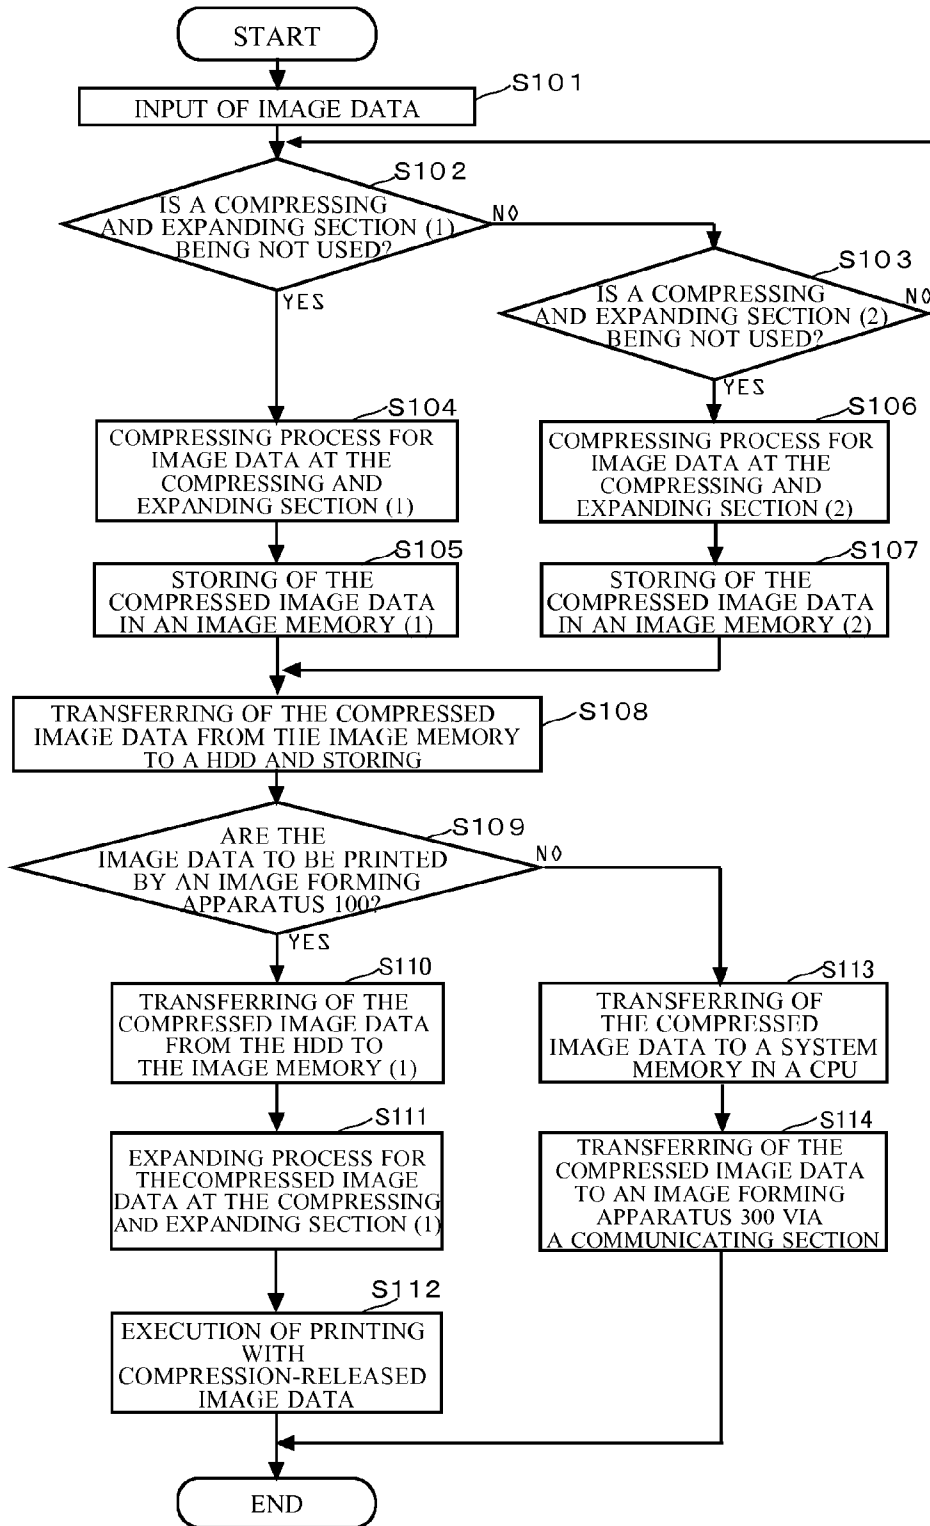 START
S101
INPUT OF IMAGE DATA
S102
IS A COMPRESSING
AND EXPANDING SECTION (1)
BEING NOT USED?
NO
YES
S103
IS A COMPRESSING
AND EXPANDING SECTION (2)
BEING NOT USED?
NO
YES
S104
COMPRESSING PROCESS FOR
IMAGE DATA AT THE
COMPRESSING AND
EXPANDING SECTION (1)
S106
COMPRESSING PROCESS FOR
IMAGE DATA AT THE
COMPRESSING AND
EXPANDING SECTION (2)
S105
STORING OF THE
COMPRESSED IMAGE DATA
IN AN IMAGE MEMORY (1)
S107
STORING OF THE
COMPRESSED IMAGE DATA
IN AN IMAGE MEMORY (2)
S108
TRANSFERRING OF THE COMPRESSED
IMAGE DATA FROM THE IMAGE MEMORY
TO A HDD AND STORING
S109
ARE THE
IMAGE DATA TO BE PRINTED
BY AN IMAGE FORMING
APPARATUS 100?
NO
YES
S110
TRANSFERRING OF THE
COMPRESSED IMAGE DATA
FROM THE HDD TO
THE IMAGE MEMORY (1)
S113
TRANSFERRING OF
THE COMPRESSED
IMAGE DATA TO A SYSTEM
MEMORY IN A CPU
S111
EXPANDING PROCESS FOR
THECOMPRESSED IMAGE
DATA AT THE COMPRESSING
AND EXPANDING SECTION (1)
S114
TRANSFERRING OF THE
COMPRESSED IMAGE DATA
TO AN IMAGE FORMING
APPARATUS 300 VIA
A COMMUNICATING SECTION
S112
EXECUTION OF PRINTING
WITH
COMPRESSION-RELEASED
IMAGE DATA
END